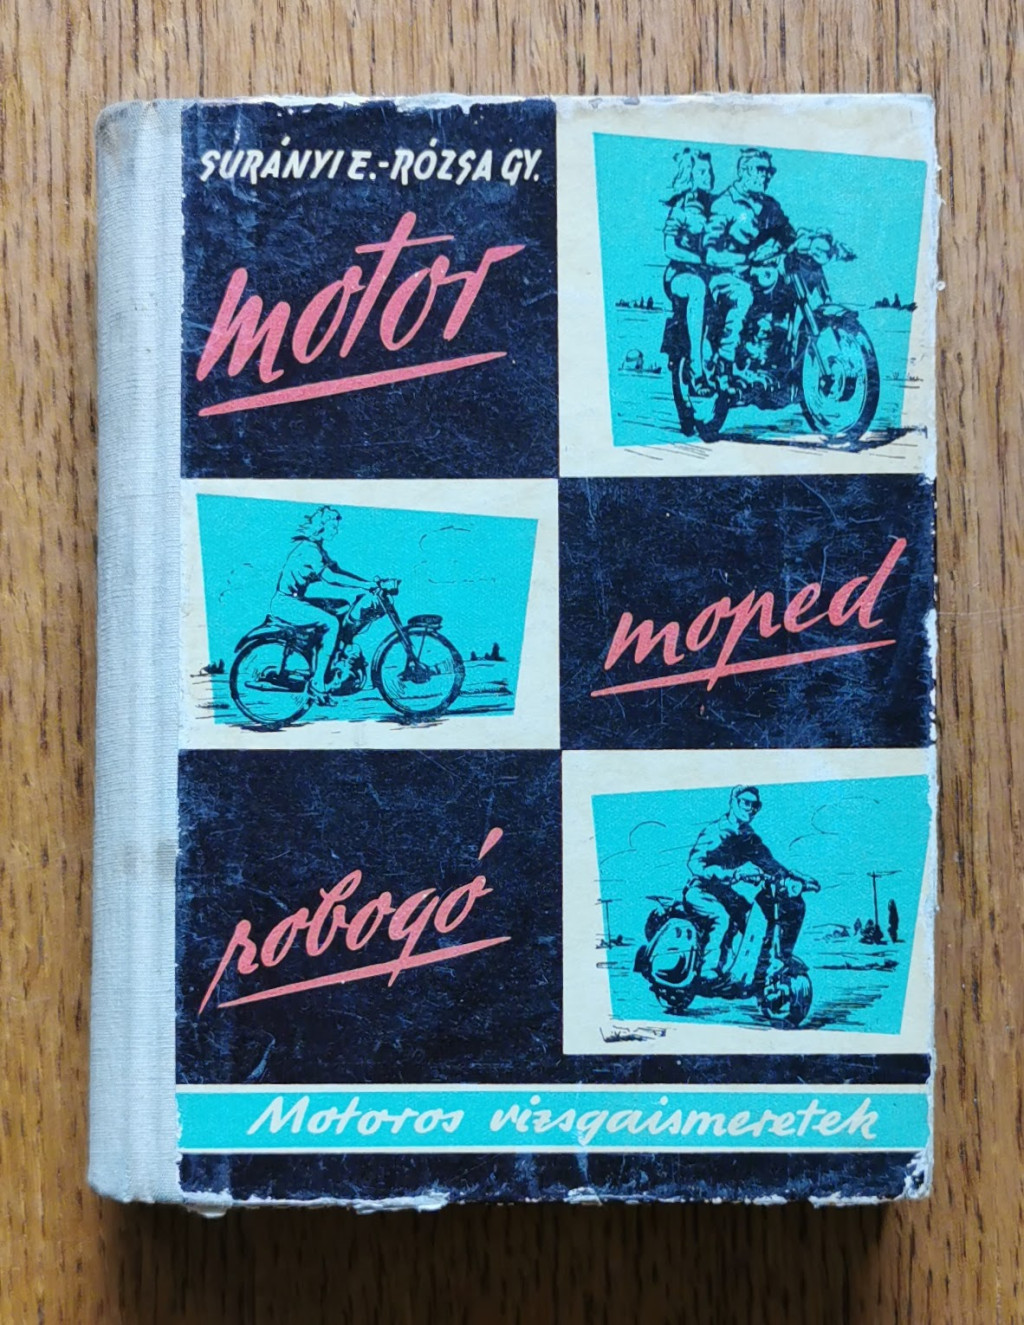 SURÁNYI E.-RÓZSA GY.
motor
moped
robogó
Motoros vizsgaismeretek